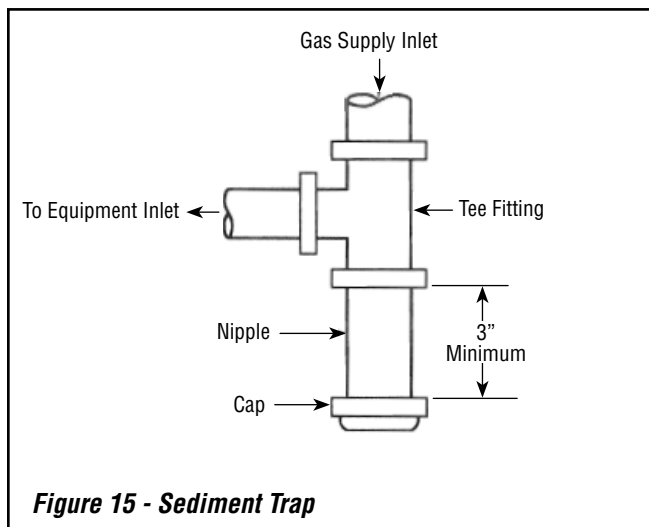 Gas Supply Inlet
To Equipment Inlet
Tee Fitting
Nipple
3”
Minimum
Cap
Figure 15 - Sediment Trap